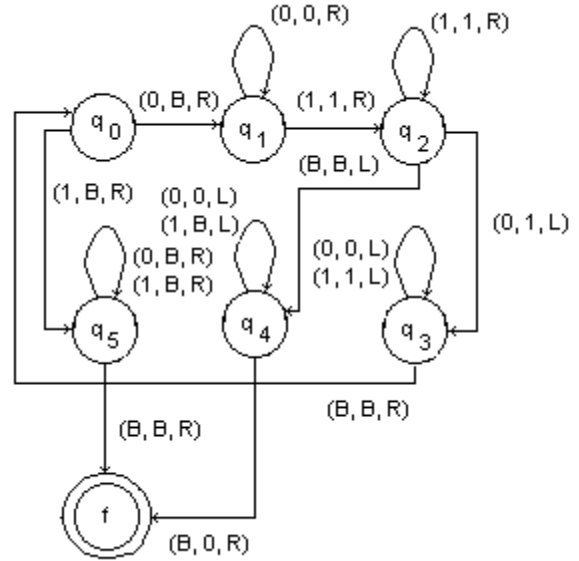 (0, 0, R)
(1, 1, R)
(0, B, R)
(1, 1, R)
q0
q1
q2
(B, B, L)
(1, B, R)
(0, 0, L)
(1, B, L)
(0, 1, L)
(0, B, R)
(1, B, R)
(0, 0, L)
(1, 1, L)
q5
q4
q3
(B, B, R)
(B, B, R)
f
(B, 0, R)